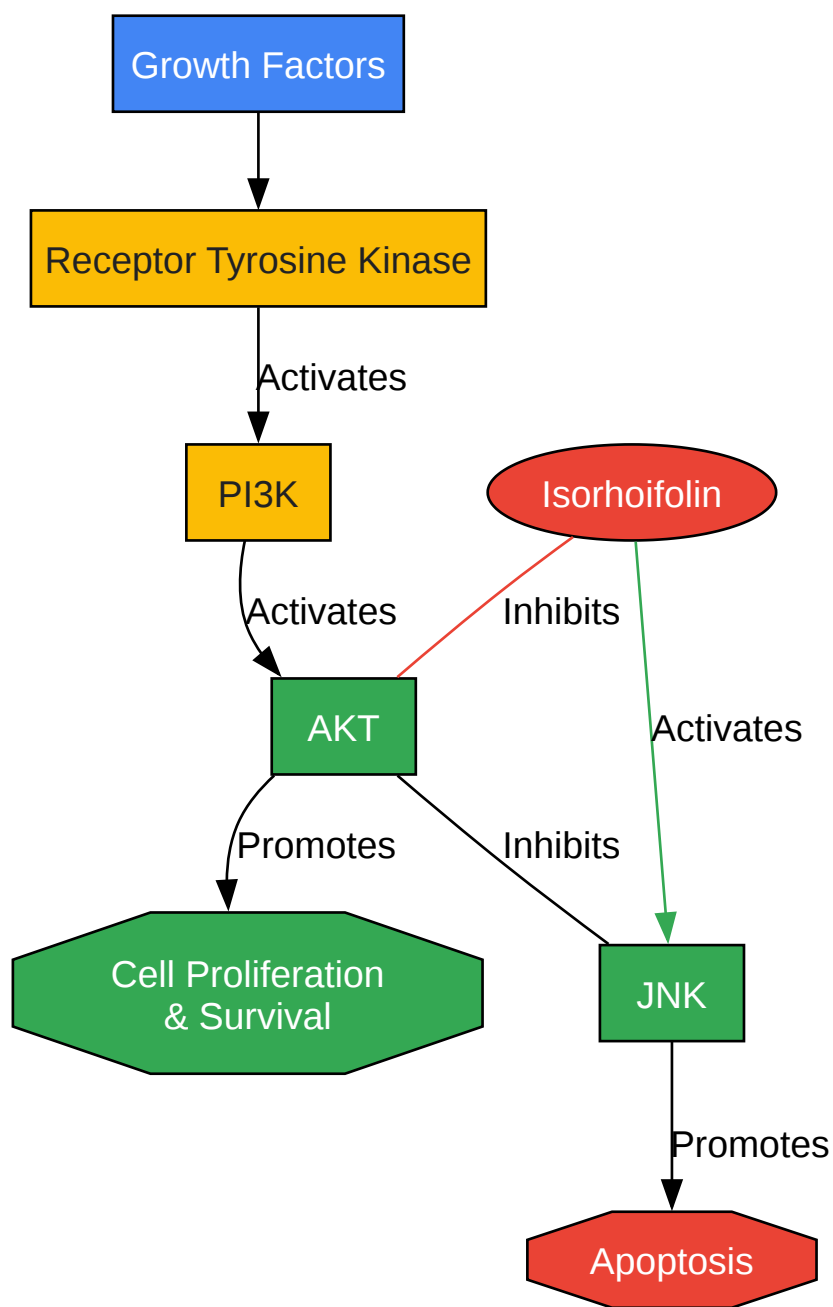 Growth Factors
Receptor Tyrosine Kinase
Activates
PI3K
Isorhoifolin
Activates
Inhibits
AKT
Activates
Promotes
Inhibits
Cell Proliferation
& Survival
JNK
Promotes
Apoptosis